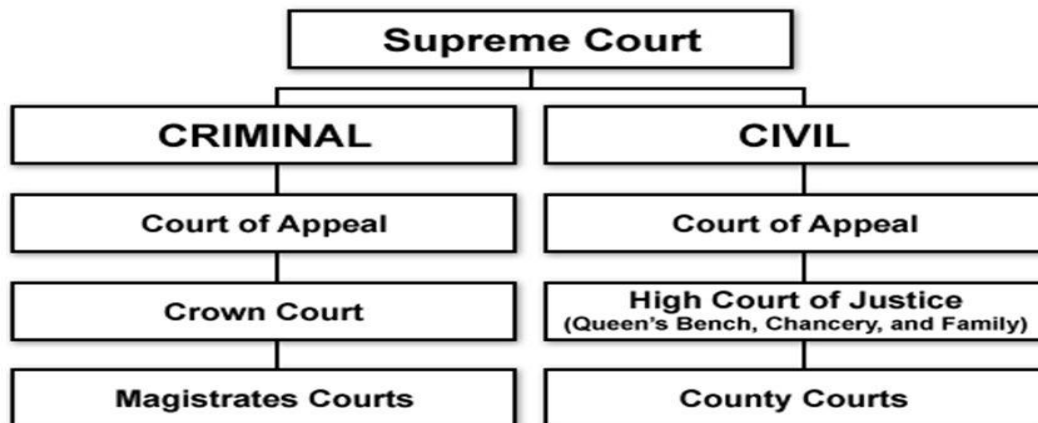 Supreme Court
CRIMINAL
CIVIL
Court of Appeal
Court of Appeal
Crown Court
High Court of Justice
(Queen's Bench, Chancery, and Family)
Magistrates Courts
County Courts